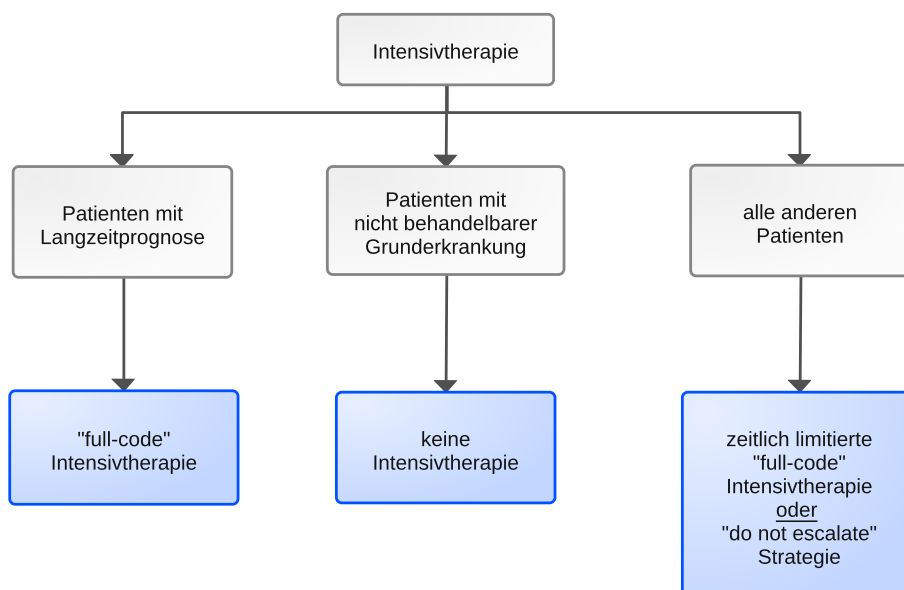 Intensivtherapie
Patienten mit
Langzeitprognose
Patienten mit
nicht behandelbarer
Grunderkrankung
alle anderen
Patienten
"full-code"
Intensivtherapie
keine
Intensivtherapie
zeitlich limitierte
"full-code"
Intensivtherapie
oder
"do not escalate"
Strategie